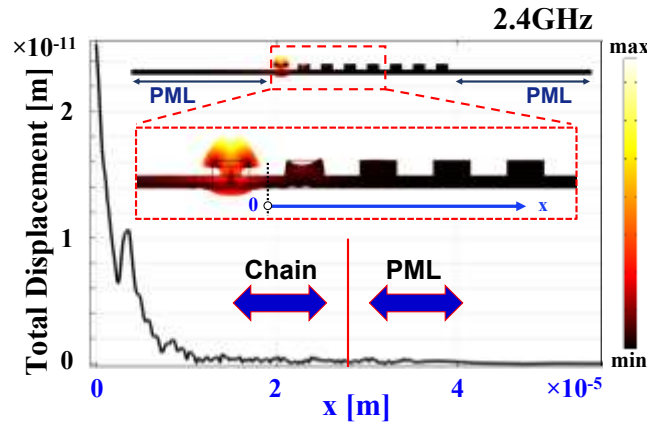 2.4GHz
×10-11
max
PML
PML
2
0
x
1
Chain
PML
0
min
0
2
4
×10-5
x [m]
Total Displacement [m]